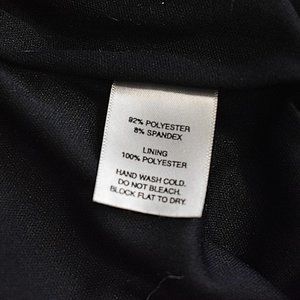 92% POLYESTER
8% SPANDEX
LINING
100% POLYESTER
HAND WASH COLD.
DO NOT BLEACH.
BLOCK FLAT TO DRY.